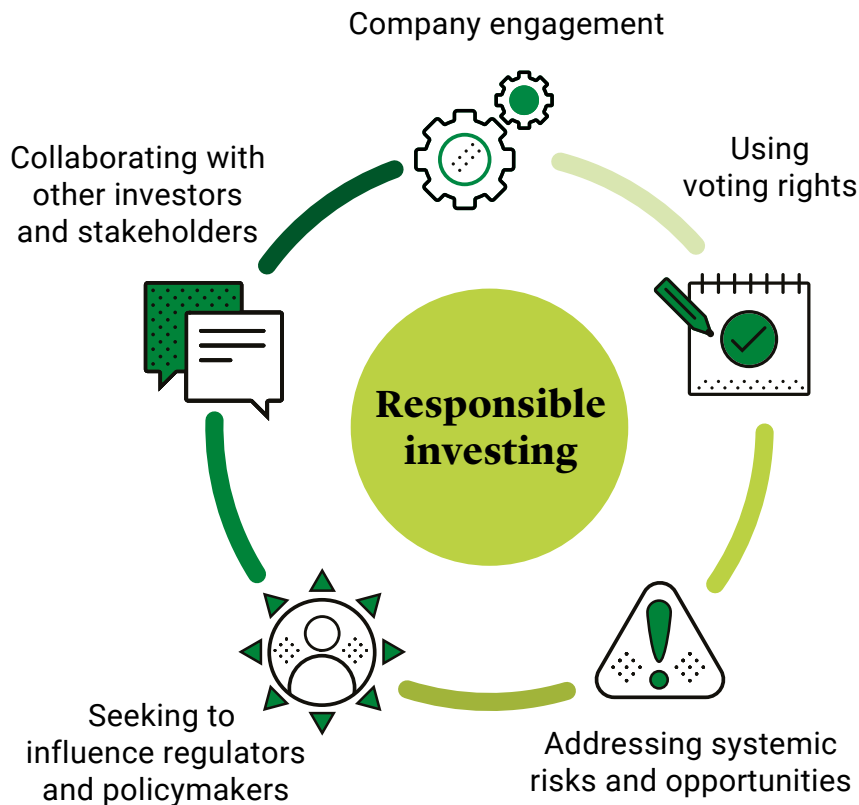 Company engagement
Using
voting rights
Collaborating with
other investors
and stakeholders
Responsible
investing
Seeking to
influence regulators
and policymakers
Addressing systemic
risks and opportunities